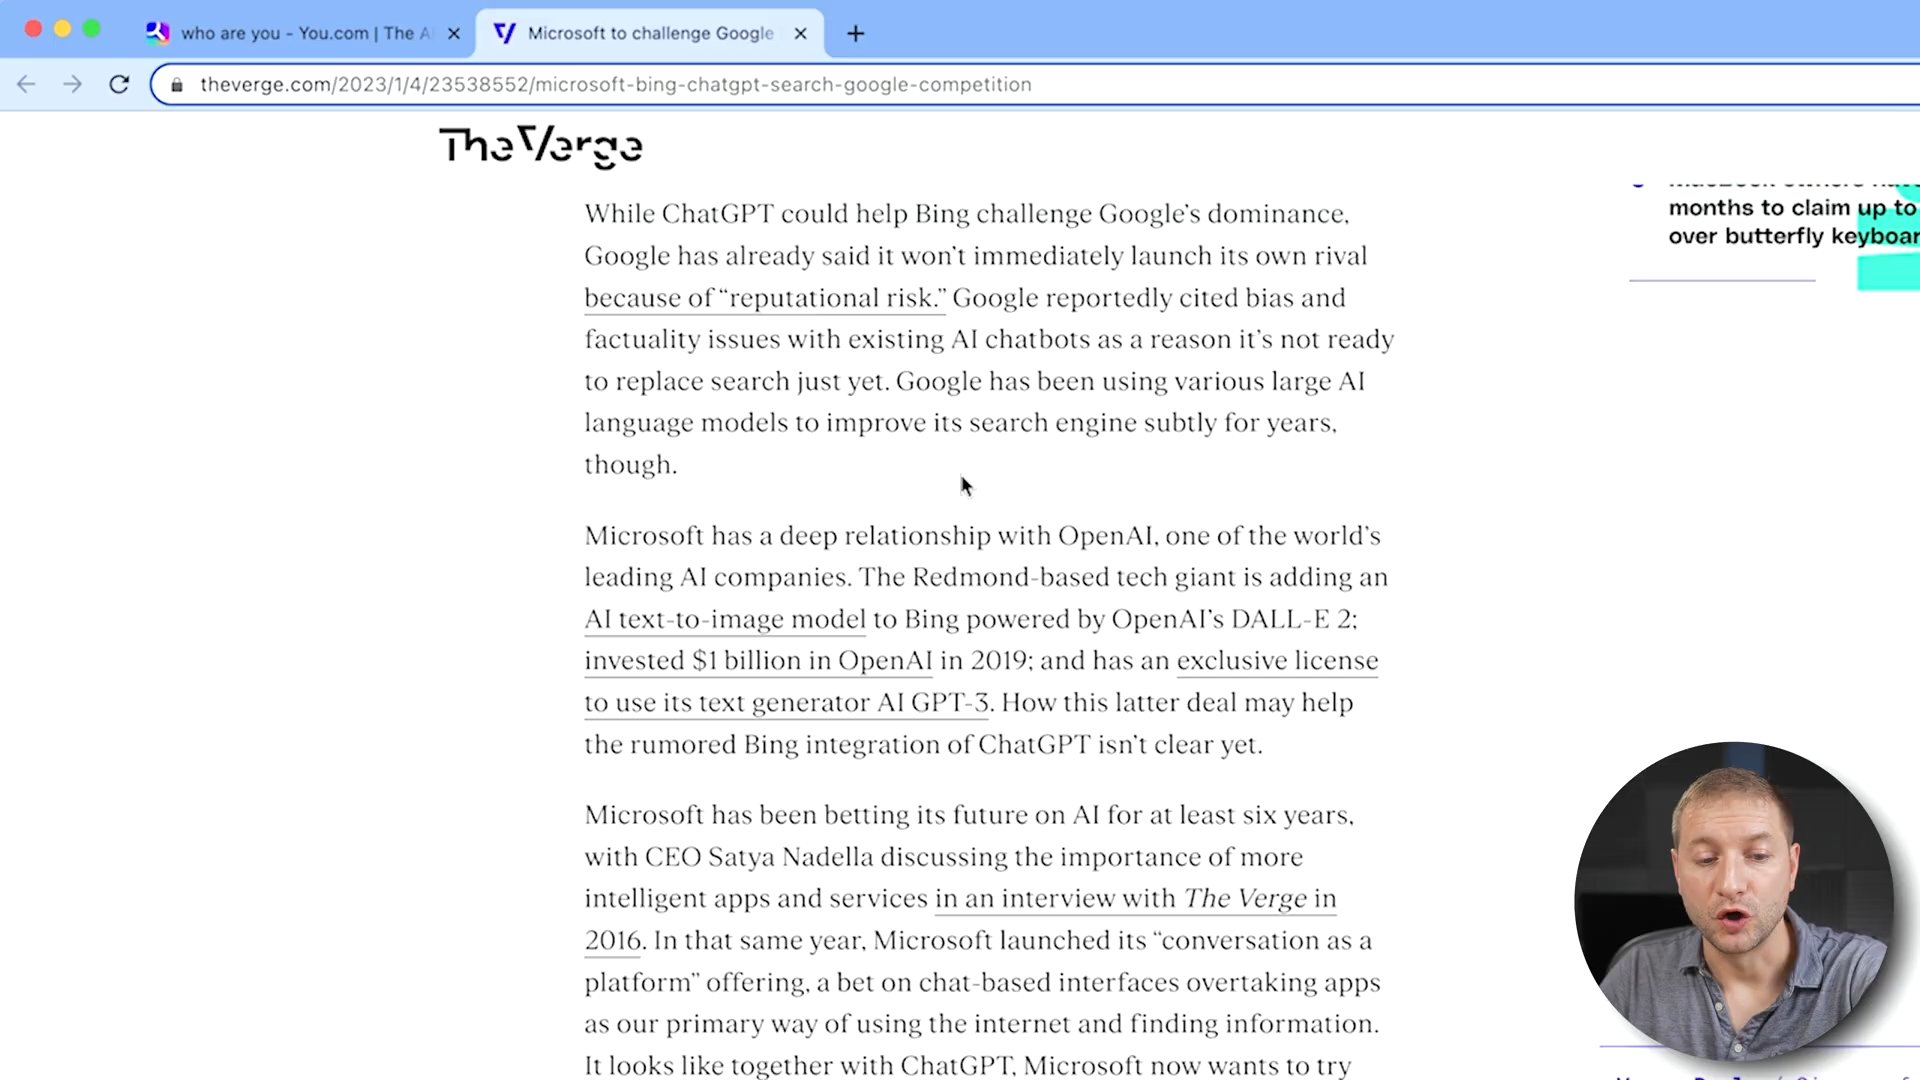 who are you - You.com | The A
Microsoft to challenge Google
theverge.com/2023/1/4/23538552/microsoft-bing-chatgpt-search-google-competition
The Verge
While ChatGPT could help Bing challenge Google’s dominance,
Google has already said it won’t immediately launch its own rival
because of “reputational risk.” Google reportedly cited bias and
factuality issues with existing AI chatbots as a reason it’s not ready
to replace search just yet. Google has been using various large AI
language models to improve its search engine subtly for years,
though.
Microsoft has a deep relationship with OpenAI, one of the world’s
leading AI companies. The Redmond-based tech giant is adding an
AI text-to-image model to Bing powered by OpenAI’s DALL-E 2;
invested $1 billion in OpenAI in 2019; and has an exclusive license
to use its text generator AI GPT-3. How this latter deal may help
the rumored Bing integration of ChatGPT isn’t clear yet.
Microsoft has been betting its future on AI for at least six years,
with CEO Satya Nadella discussing the importance of more
intelligent apps and services in an interview with The Verge in
2016. In that same year, Microsoft launched its “conversation as a
platform” offering, a bet on chat-based interfaces overtaking apps
as our primary way of using the internet and finding information.
It looks like together with ChatGPT, Microsoft now wants to try
months to claim up to
over butterfly keyboar